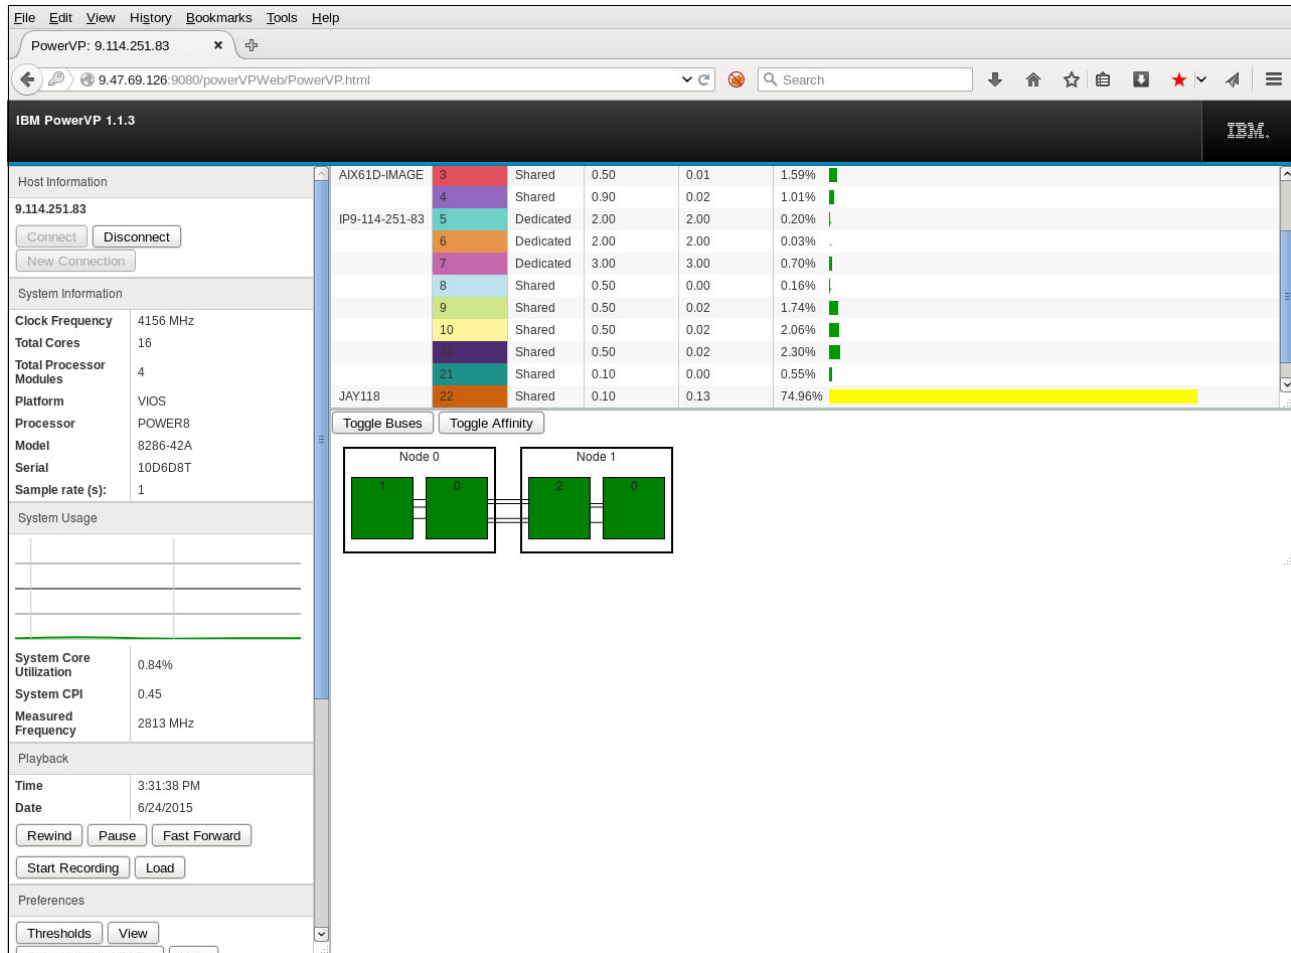 File Edit View History Bookmarks Tools Help
PowerVP: 9.114.251.83
9.47.69.126:9080/powerVPWeb/PowerVP.html Search
IBM PowerVP 1.1.3
IBM.
Host Information
9.114.251.83
Connect Disconnect
New Connection
System Information
Clock Frequency 4156 MHz
Total Cores 16
Total Processor Modules 4
Platform VIOS
Processor POWER8
Model 8286-42A
Serial 10D6D8T
Sample rate (s): 1
System Usage
System Core Utilization 0.84%
System CPI 0.45
Measured Frequency 2813 MHz
Playback
Time 3:31:38 PM
Date 6/24/2015
Rewind Pause Fast Forward
Start Recording Load
Preferences
Thresholds View
AIX61D-IMAGE 3 Shared 0.50 0.01 1.59%
4 Shared 0.90 0.02 1.01%
IP9-114-251-83 5 Dedicated 2.00 2.00 0.20%
6 Dedicated 2.00 2.00 0.03%
7 Dedicated 3.00 3.00 0.70%
8 Shared 0.50 0.00 0.16%
9 Shared 0.50 0.02 1.74%
10 Shared 0.50 0.02 2.06%
20 Shared 0.50 0.02 2.30%
21 Shared 0.10 0.00 0.55%
JAY118 22 Shared 0.10 0.13 74.96%
Toggle Buses Toggle Affinity
Node 0 Node 1
1 0 2 0